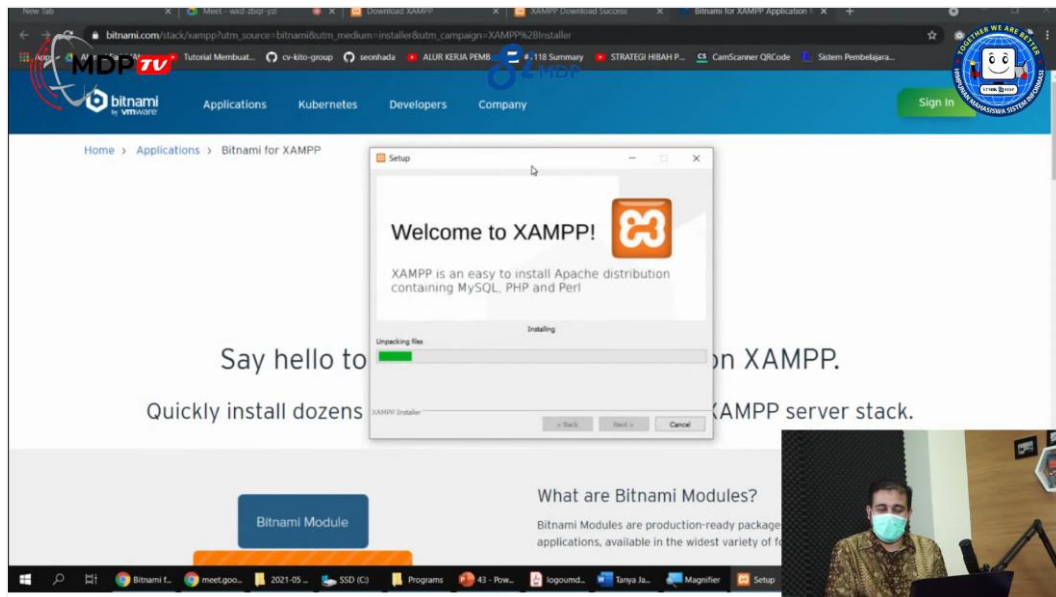 New Tab
Meet - wxd-zbqr-yzi
Download XAMPP
XAMPP Download Success
Bitnami for XAMPP Application
bitnami.com/stack/xampp?utm_source=bitnami&utm_medium=installer&utm_campaign=XAMPP%2BInstaller
Tutorial Membuat...
cv-kito-group
seonhada
ALUR KERJA PEMB...
118 Summary
STRATEGI HIBAH P...
CamScanner QRCode
Sistem Pembelajara...
MDP TV
MDP
TOGETHER WE ARE BETTER
bitnami
by vmware
Applications
Kubernetes
Developers
Company
Sign In
Home > Applications > Bitnami for XAMPP
Setup
Welcome to XAMPP!
XAMPP is an easy to install Apache distribution
containing MySQL, PHP and Perl
Installing
Unpacking files
XAMPP Installer
< Back
Next >
Cancel
Say hello to
on XAMPP.
Quickly install dozens
XAMPP server stack.
Bitnami Module
What are Bitnami Modules?
Bitnami Modules are production-ready package
applications, available in the widest variety of
Bitnami f...
meet.goo...
2021-05 ...
SSD (C:)
Programs
43 - Pow...
logoumd...
Tanya Ja...
Magnifier
Setup